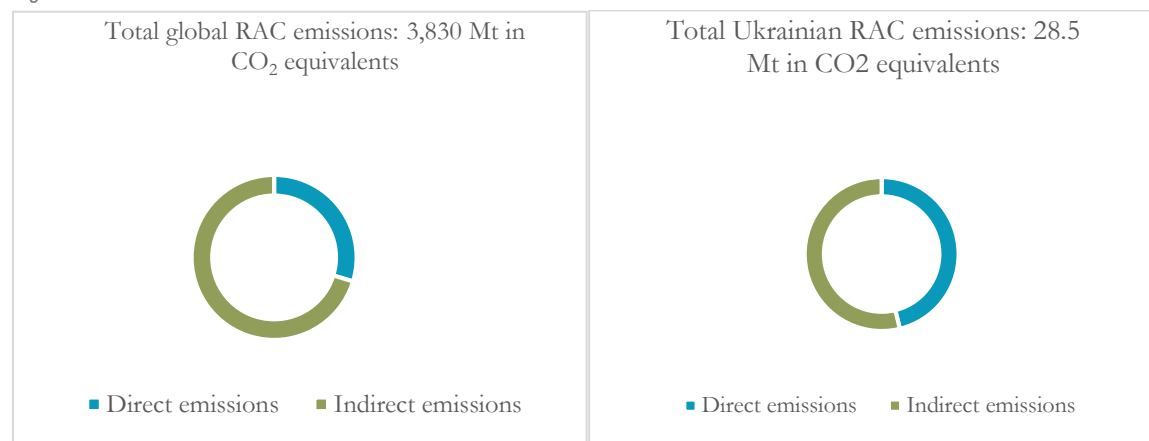 Total global RAC emissions: 3,830 Mt in
CO₂ equivalents
Direct emissions
Indirect emissions
Total Ukrainian RAC emissions: 28.5
Mt in CO2 equivalents
Direct emissions
Indirect emissions